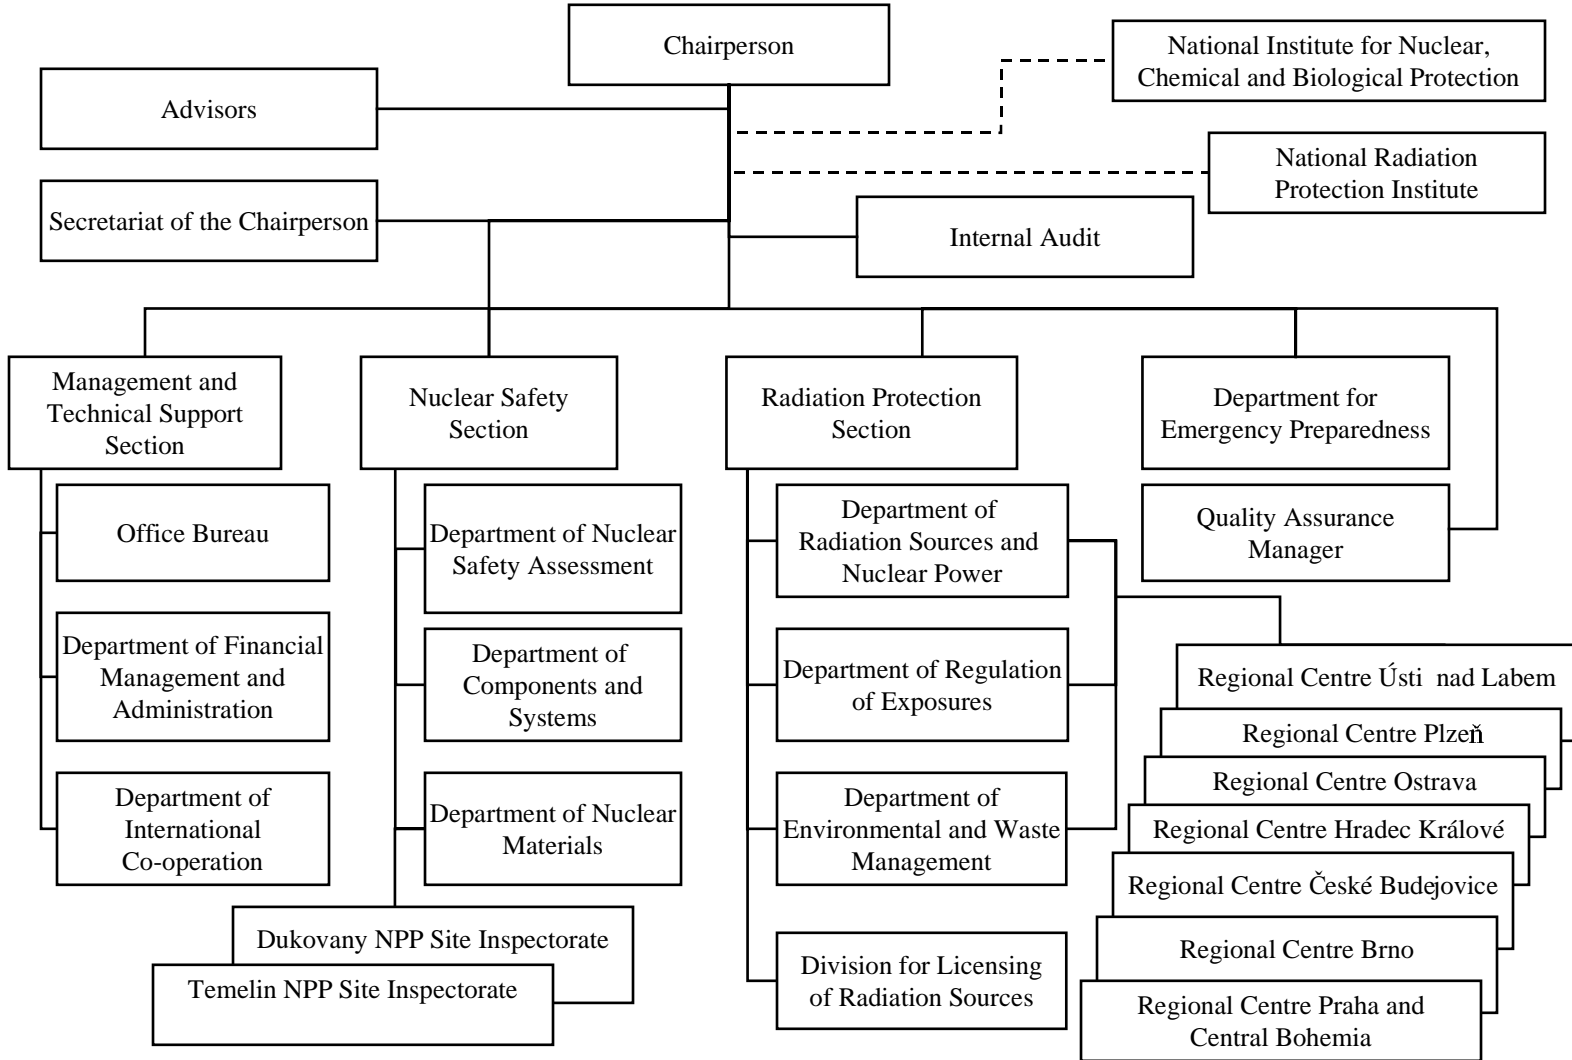 Chairperson
National Institute for Nuclear,
Chemical and Biological Protection
Advisors
National Radiation
Protection Institute
Secretariat of the Chairperson
Internal Audit
Management and
Technical Support
Section
Nuclear Safety
Section
Radiation Protection
Section
Department for
Emergency Preparedness
Office Bureau
Department of Financial
Management and
Administration
Department of
International
Co-operation
Department of Nuclear
Safety Assessment
Department of
Components and
Systems
Department of Nuclear
Materials
Dukovany NPP Site Inspectorate
Temelin NPP Site Inspectorate
Department of
Radiation Sources and
Nuclear Power
Department of Regulation
of Exposures
Department of
Environmental and Waste
Management
Division for Licensing
of Radiation Sources
Quality Assurance
Manager
Regional Centre Ústi nad Labem
Regional Centre Plzeň
Regional Centre Ostrava
Regional Centre Hradec Králové
Regional Centre České Budejovice
Regional Centre Brno
Regional Centre Praha and
Central Bohemia